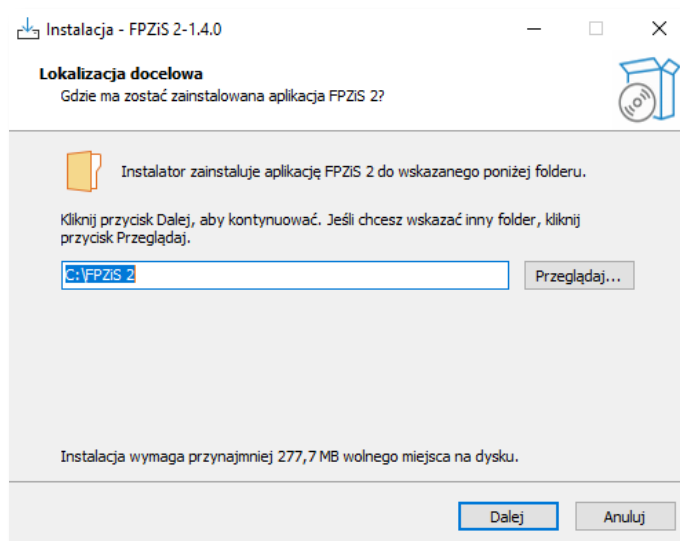 Instalacja - FPZiS 2-1.4.0
Lokalizacja docelowa
Gdzie ma zostać zainstalowana aplikacja FPZiS 2?
Instalator zainstaluje aplikację FPZiS 2 do wskazanego poniżej folderu.
Kliknij przycisk Dalej, aby kontynuować. Jeśli chcesz wskazać inny folder, kliknij
przycisk Przeglądaj.
C:\FPZiS 2
Przeglądaj...
Instalacja wymaga przynajmniej 277,7 MB wolnego miejsca na dysku.
Dalej
Anuluj